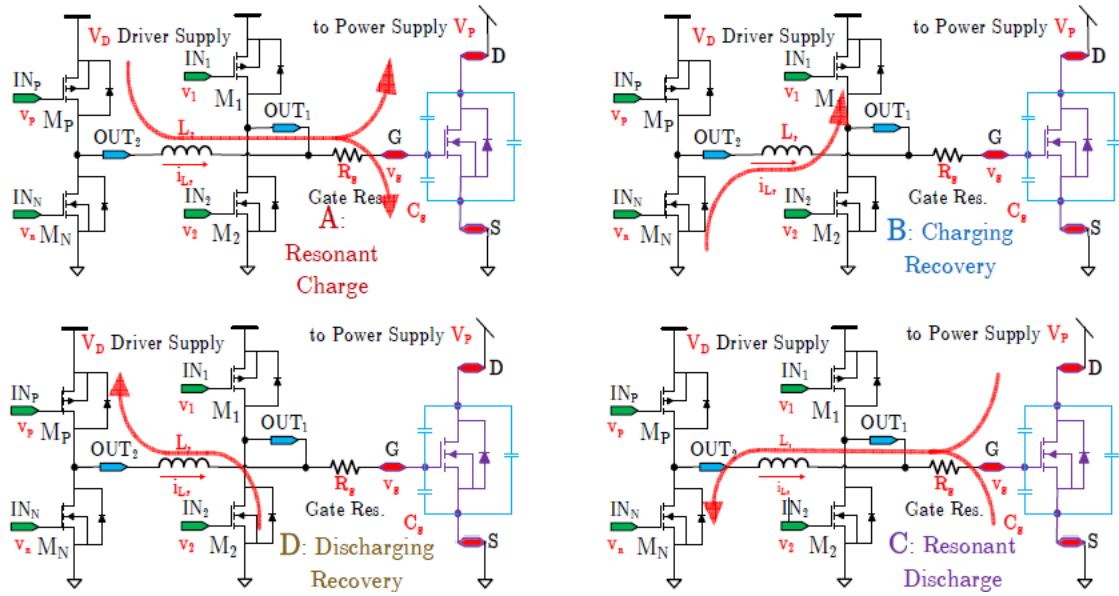 V_D Driver Supply
to Power Supply V_P
IN_P
v_p
M_P
IN_1
v_1
M_1
OUT_1
OUT_2
L_r
i_Lr
R_g
G
v_g
D
IN_N
v_n
M_N
IN_2
v_2
M_2
Gate Res.
C_g
S
A:
Resonant
Charge
V_D Driver Supply
to Power Supply V_P
IN_P
v_p
M_P
IN_1
v_1
M_1
OUT_1
OUT_2
L_r
i_Lr
R_g
G
v_g
D
IN_N
v_n
M_N
IN_2
v_2
M_2
Gate Res.
C_g
S
B: Charging
Recovery
V_D Driver Supply
to Power Supply V_P
IN_P
v_p
M_P
IN_1
v_1
M_1
OUT_1
OUT_2
L_r
i_Lr
R_g
G
v_g
D
IN_N
v_n
M_N
IN_2
v_2
M_2
Gate Res.
C_g
S
D: Discharging
Recovery
V_D Driver Supply
to Power Supply V_P
IN_P
v_p
M_P
IN_1
v_1
M_1
OUT_1
OUT_2
L_r
i_Lr
R_g
G
v_g
D
IN_N
v_n
M_N
IN_2
v_2
M_2
Gate Res.
C_g
S
C: Resonant
Discharge